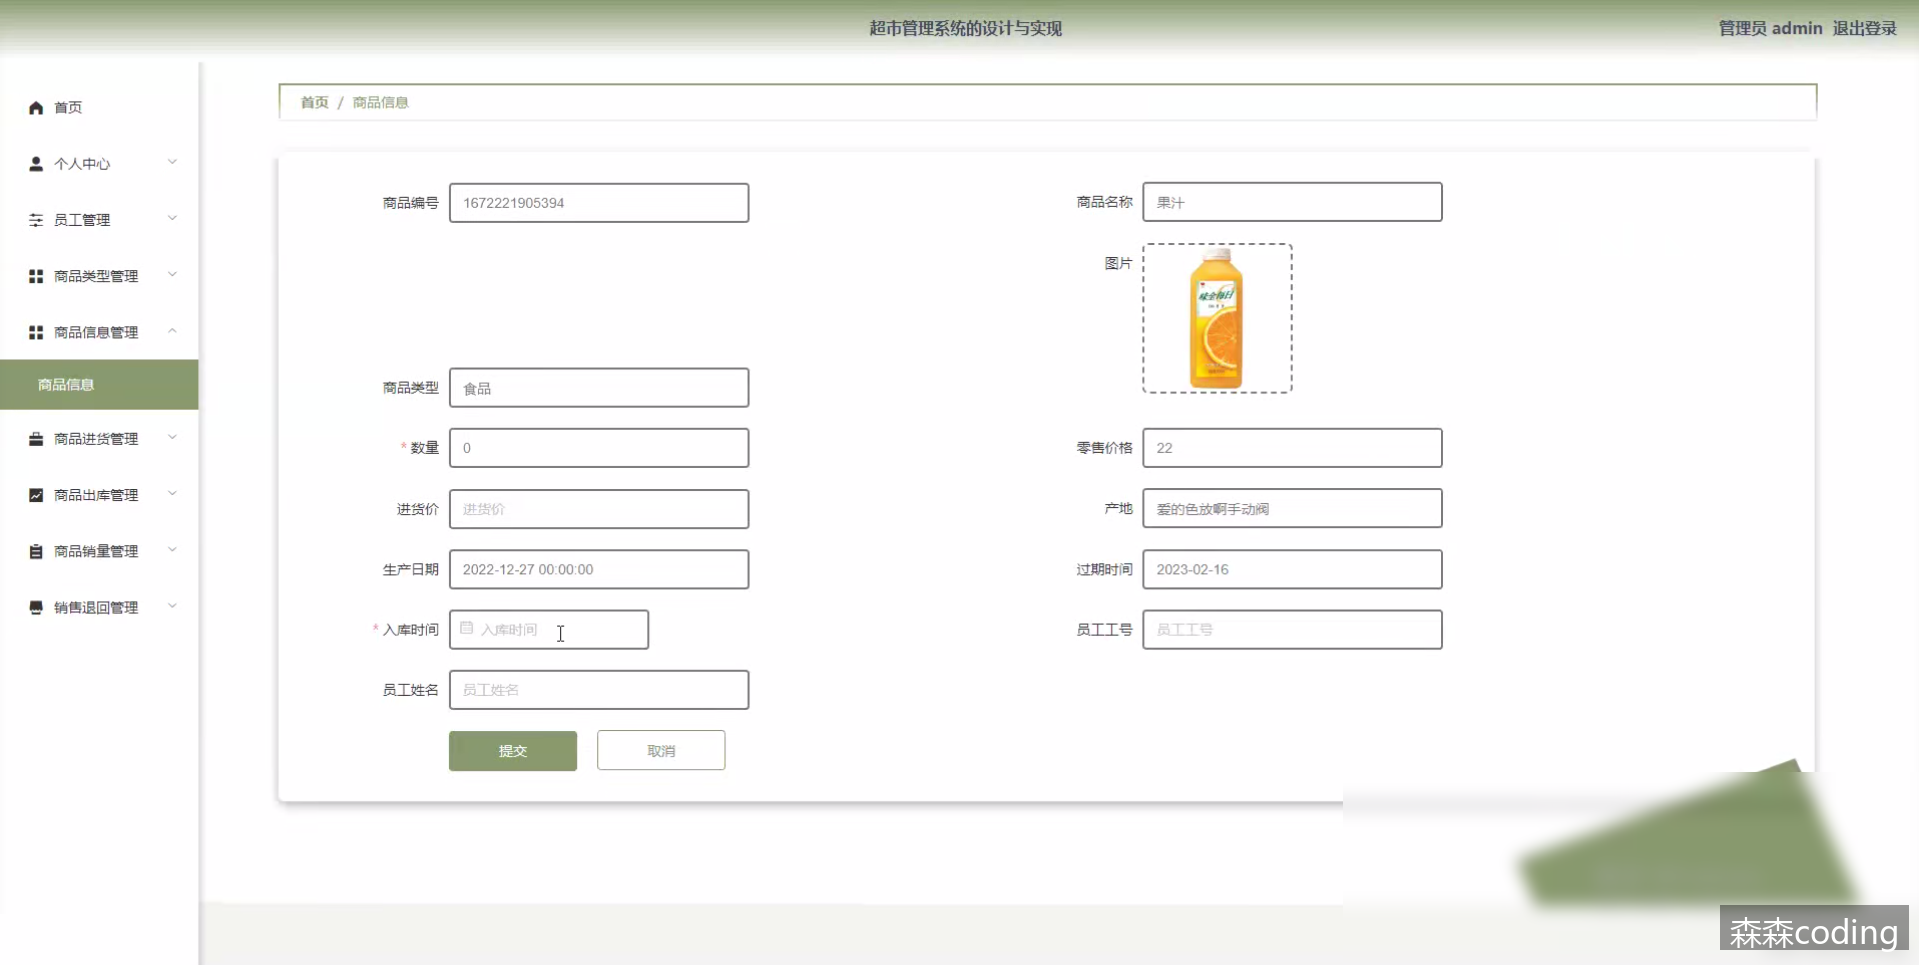 超市管理系统的设计与实现
管理员 admin 退出登录
首页
个人中心
员工管理
商品类型管理
商品信息管理
商品信息
商品进货管理
商品出库管理
商品销量管理
销售退回管理
首页 / 商品信息
商品编号 1672221905394
商品名称 果汁
图片
味全每日C
商品类型 食品
* 数量 0
零售价格 22
进货价 进货价
产地 爱的色放啊手动阀
生产日期 2022-12-27 00:00:00
过期时间 2023-02-16
* 入库时间 入库时间
员工工号 员工工号
员工姓名 员工姓名
提交 取消
森森coding